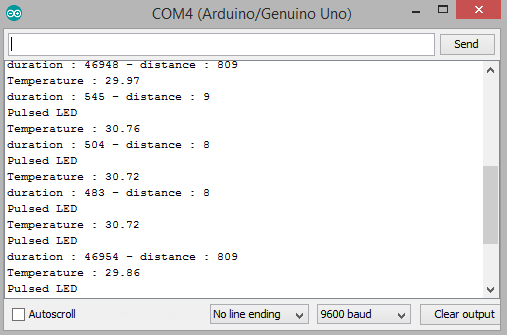 COM4 (Arduino/Genuino Uno)
Send
duration : 46948 - distance : 809
Temperature : 29.97
duration : 545 - distance : 9
Pulsed LED
Temperature : 30.76
duration : 504 - distance : 8
Pulsed LED
Temperature : 30.72
duration : 483 - distance : 8
Pulsed LED
Temperature : 30.72
Pulsed LED
duration : 46954 - distance : 809
Temperature : 29.86
Pulsed LED
Autoscroll
No line ending
9600 baud
Clear output